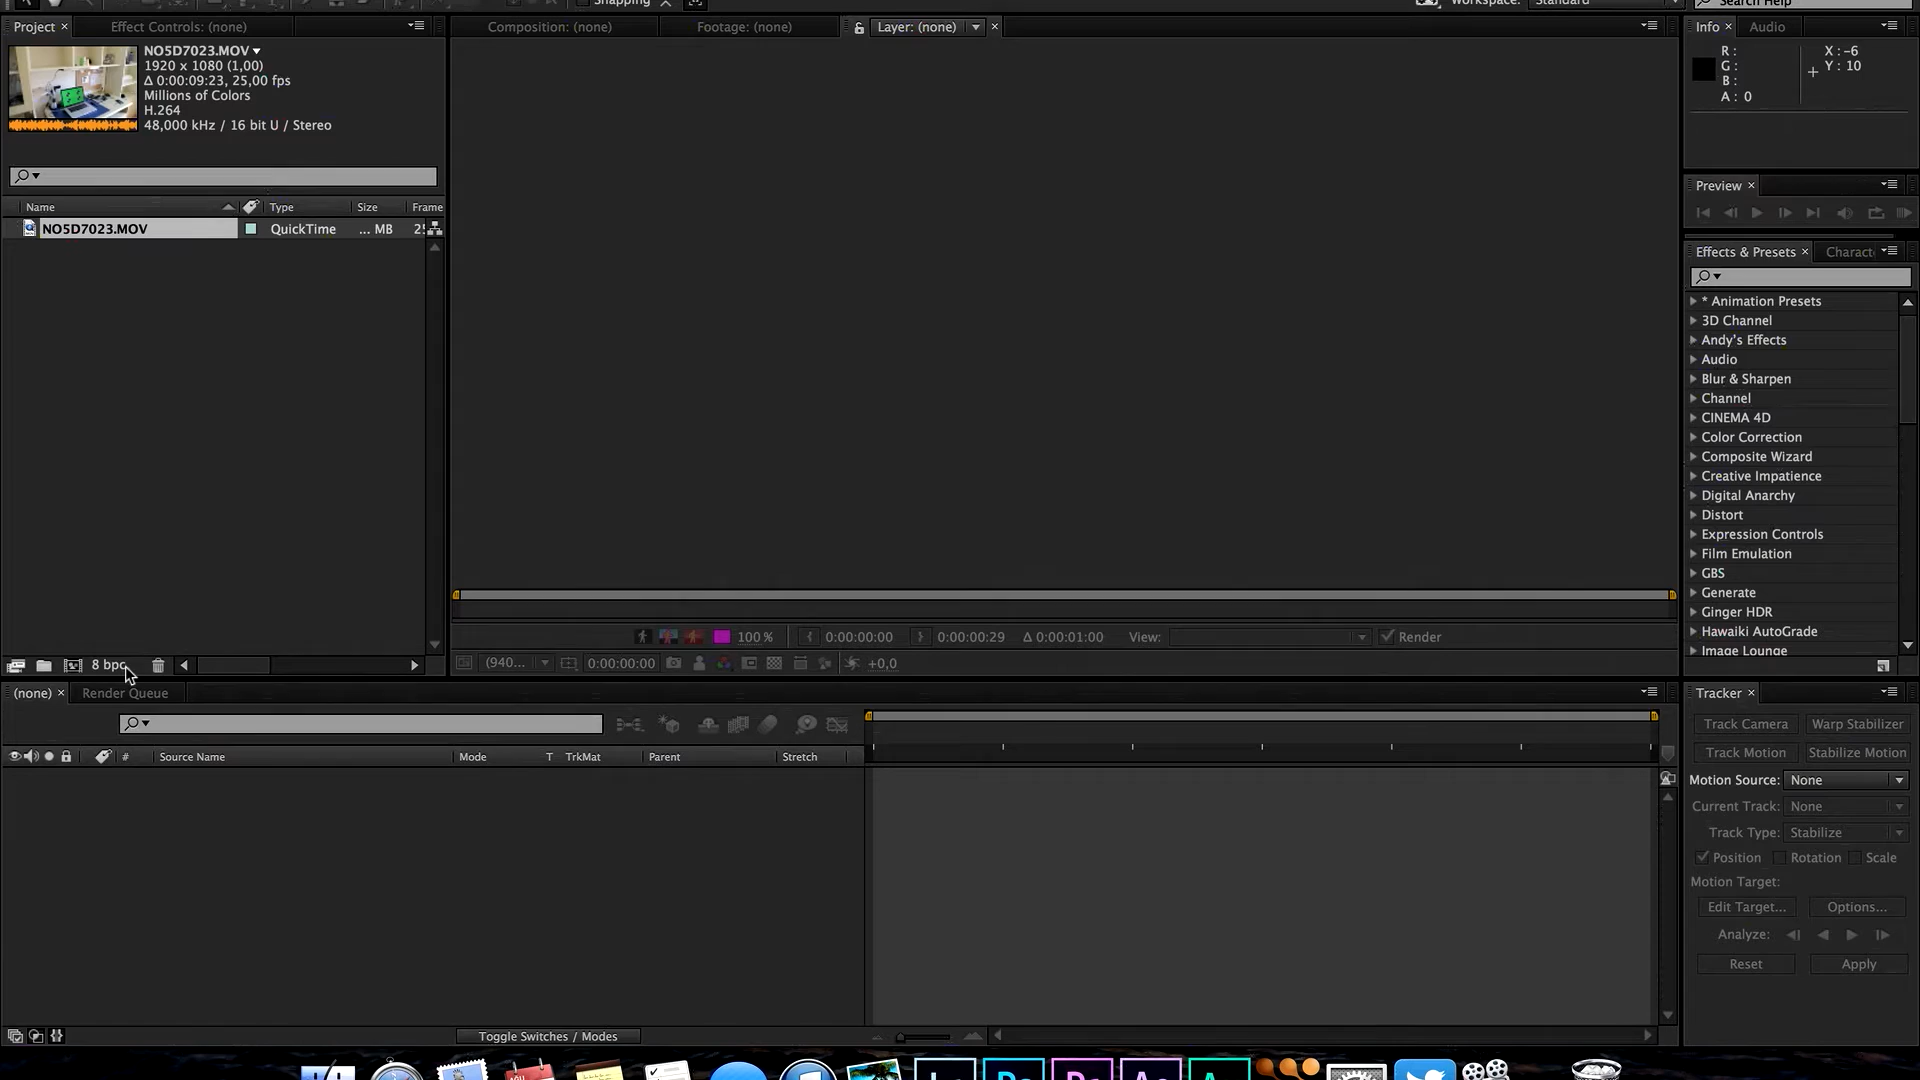 Snapping
Workspace: Standard
Search Help
Project
Effect Controls: (none)
Composition: (none)
Footage: (none)
Layer: (none)
Info
Audio
NO5D7023.MOV
1920 x 1080 (1,00)
Δ 0:00:09:23, 25,00 fps
Millions of Colors
H.264
48,000 kHz / 16 bit U / Stereo
R :
G :
B :
A : 0
X : -6
Y : 10
Preview
Name
Type
Size
Frame
NO5D7023.MOV
QuickTime
... MB
Effects & Presets
* Animation Presets
3D Channel
Andy's Effects
Audio
Blur & Sharpen
Channel
CINEMA 4D
Color Correction
Composite Wizard
Creative Impatience
Digital Anarchy
Distort
Expression Controls
Film Emulation
GBS
Generate
Ginger HDR
Hawaiki AutoGrade
Image Lounge
100 %
0:00:00:00
0:00:00:29
Δ 0:00:01:00
View:
Render
8 bpc
(940...
0:00:00:00
+0,0
(none)
Render Queue
#
Source Name
Mode
T
TrkMat
Parent
Stretch
Toggle Switches / Modes
Tracker
Track Camera
Warp Stabilizer
Track Motion
Stabilize Motion
Motion Source: None
Current Track: None
Track Type: Stabilize
Position
Rotation
Scale
Motion Target:
Edit Target...
Options...
Analyze:
Reset
Apply